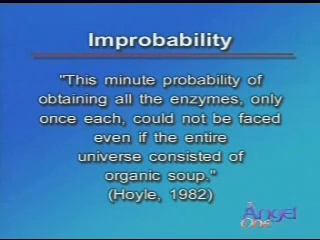 Improbability
"This minute probability of
obtaining all the enzymes, only
once each, could not be faced
even if the entire
universe consisted of
organic soup."
(Hoyle, 1982)
Angel
One